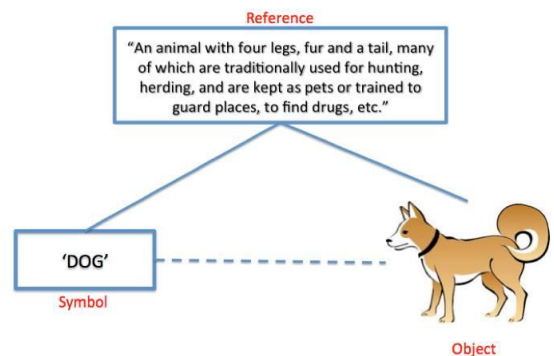 Reference
“An animal with four legs, fur and a tail, many
of which are traditionally used for hunting,
herding, and are kept as pets or trained to
guard places, to find drugs, etc.”
‘DOG’
Symbol
Object